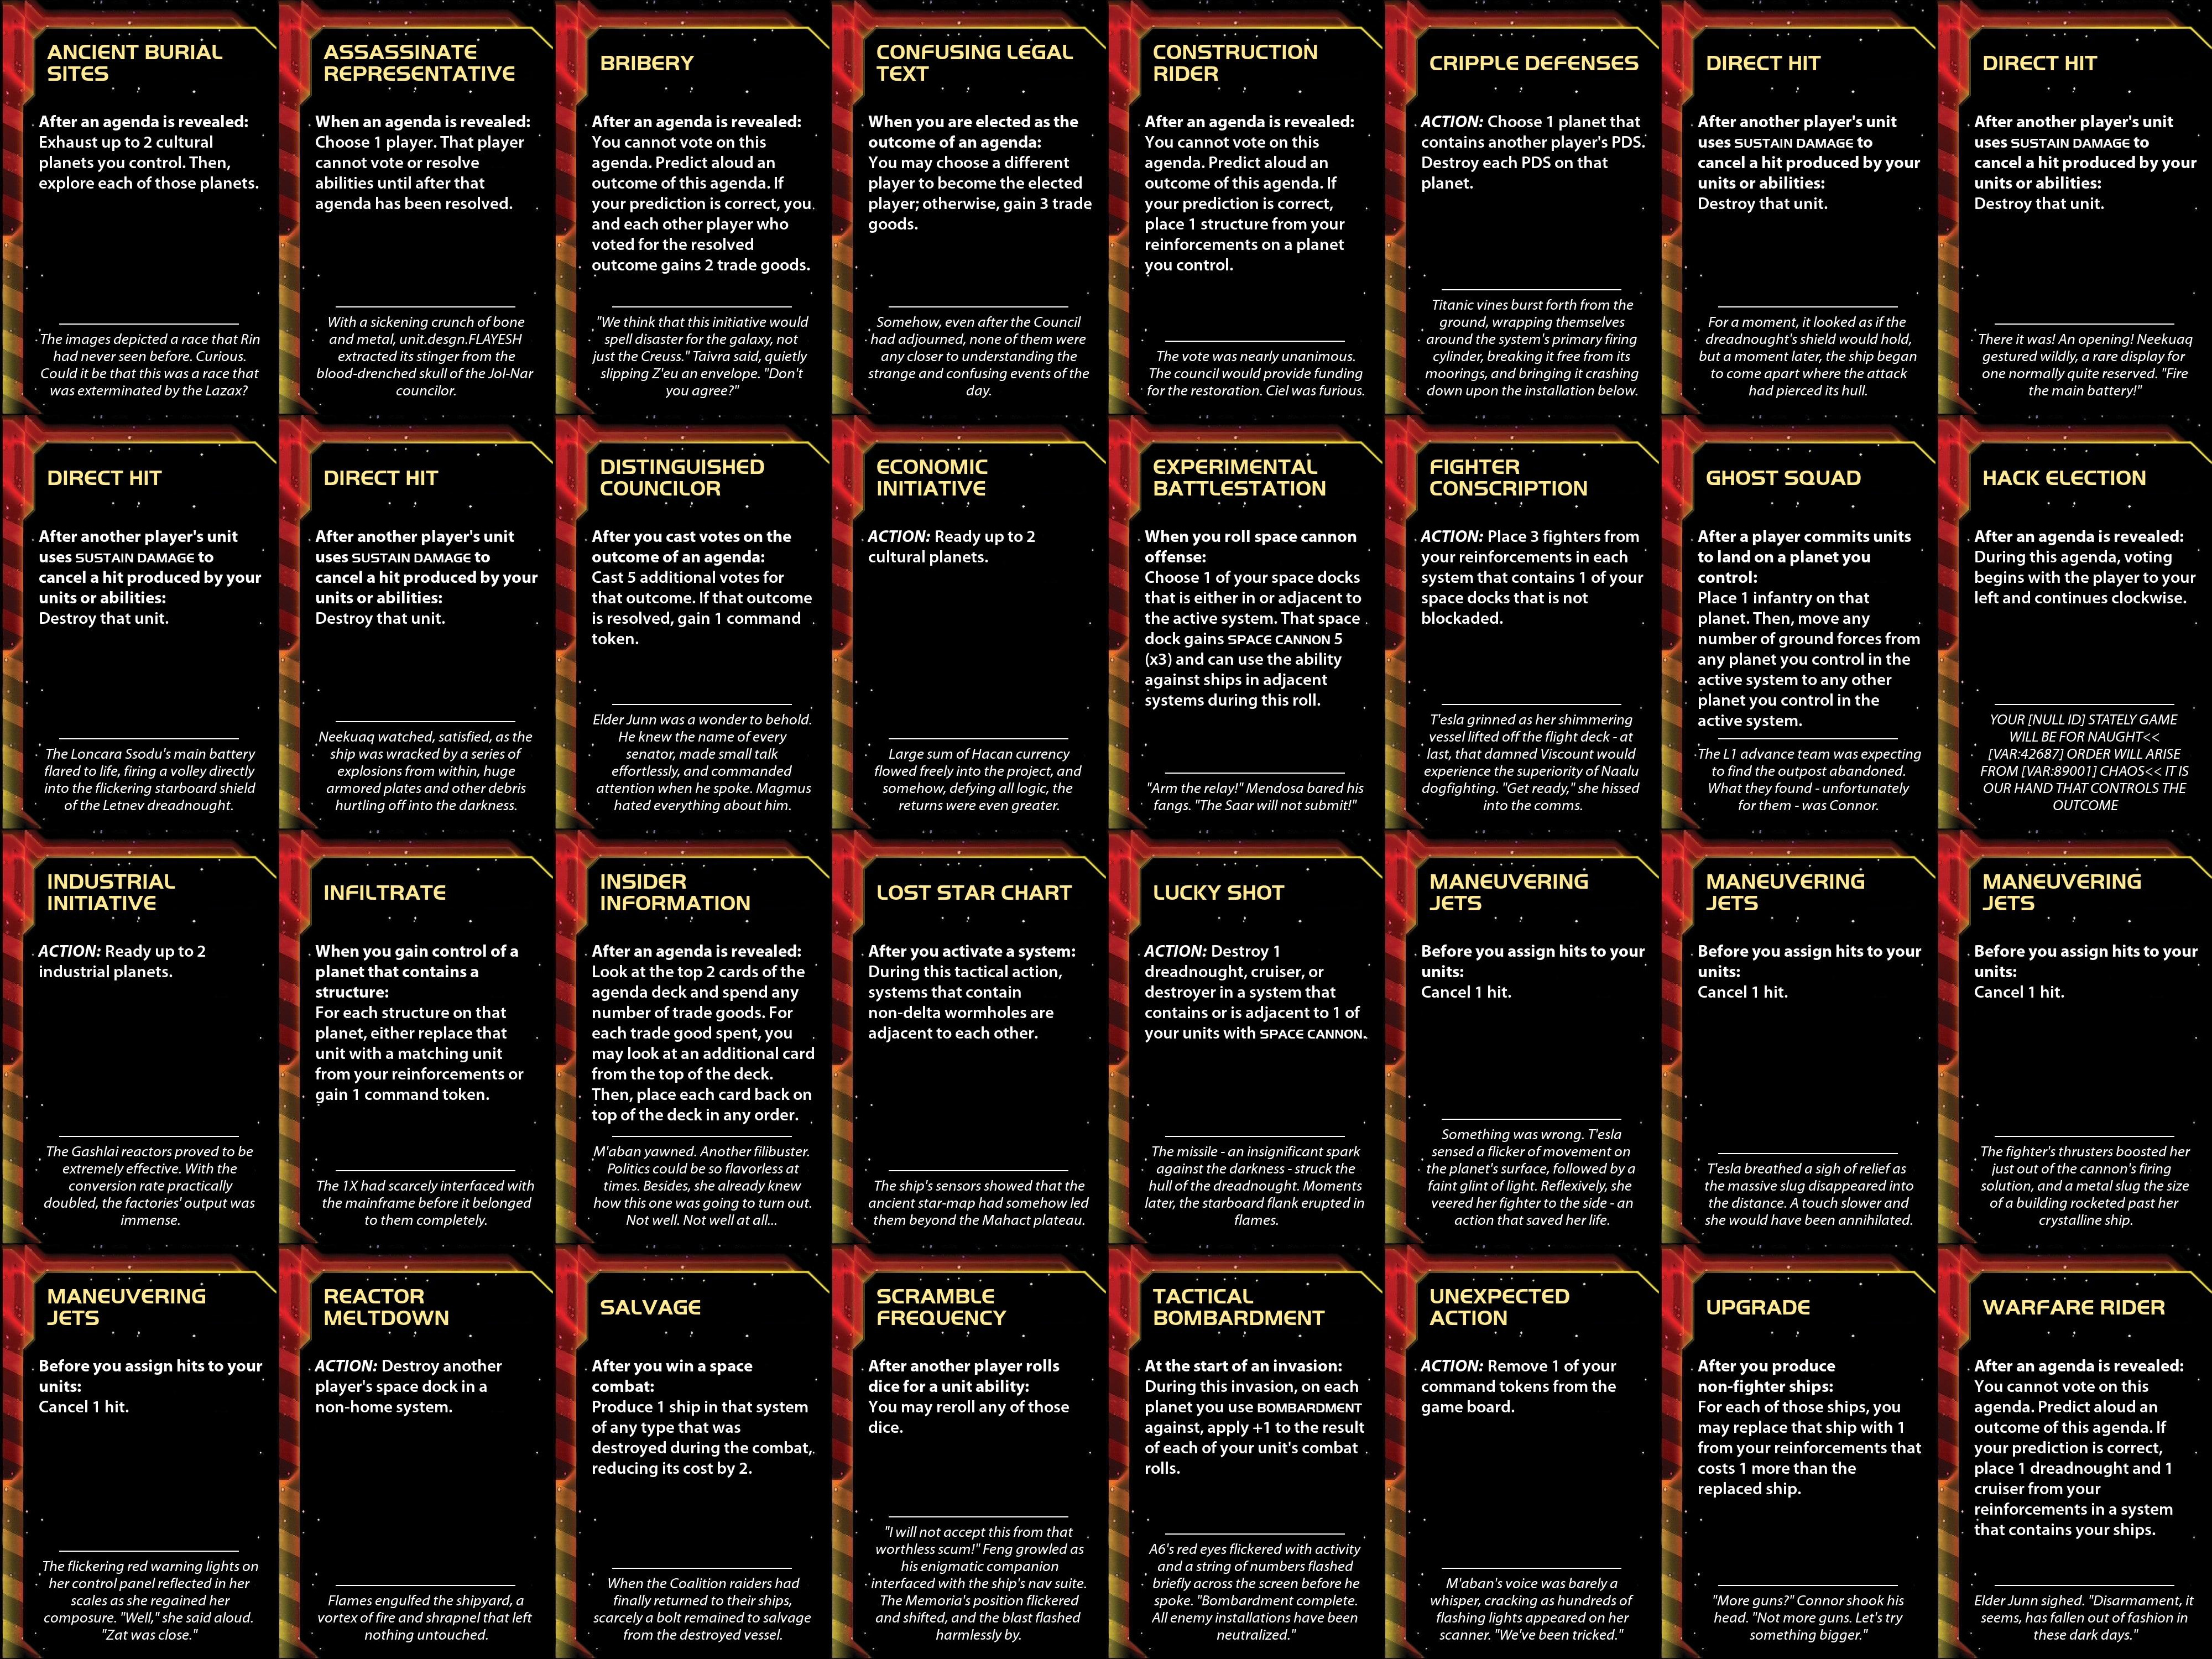 ANCIENT BURIAL
SITES
After an agenda is revealed:
Exhaust up to 2 cultural
planets you control. Then,
explore each of those planets.
The images depicted a race that Rin
had never seen before. Curious.
Could it be that this was a race that
was exterminated by the Lazax?
ASSASSINATE
REPRESENTATIVE
When an agenda is revealed:
Choose 1 player. That player
cannot vote or resolve
abilities until after that
agenda has been resolved.
With a sickening crunch of bone
and metal, unit.desgn.FLAYESH
extracted its stinger from the
blood-drenched skull of the Jol-Nar
councilor.
BRIBERY
After an agenda is revealed:
You cannot vote on this
agenda. Predict aloud an
outcome of this agenda. If
your prediction is correct, you
and each other player who
voted for the resolved
outcome gains 2 trade goods.
"We think that this initiative would
spell disaster for the galaxy, not
just the Creuss." Taivra said, quietly
slipping Z'eu an envelope. "Don't
you agree?"
CONFUSING LEGAL
TEXT
When you are elected as the
outcome of an agenda:
You may choose a different
player to become the elected
player; otherwise, gain 3 trade
goods.
Somehow, even after the Council
had adjourned, none of them were
any closer to understanding the
strange and confusing events of the
day.
CONSTRUCTION
RIDER
After an agenda is revealed:
You cannot vote on this
agenda. Predict aloud an
outcome of this agenda. If
your prediction is correct,
place 1 structure from your
reinforcements on a planet
you control.
The vote was nearly unanimous.
The council would provide funding
for the restoration. Ciel was furious.
CRIPPLE DEFENSES
ACTION: Choose 1 planet that
contains another player's PDS.
Destroy each PDS on that
planet.
Titanic vines burst forth from the
ground, wrapping themselves
around the system's primary firing
cylinder, breaking it free from its
moorings, and bringing it crashing
down upon the installation below.
DIRECT HIT
After another player's unit
uses SUSTAIN DAMAGE to
cancel a hit produced by your
units or abilities:
Destroy that unit.
For a moment, it looked as if the
dreadnought's shield would hold,
but a moment later, the ship began
to come apart where the attack
had pierced its hull.
DIRECT HIT
After another player's unit
uses SUSTAIN DAMAGE to
cancel a hit produced by your
units or abilities:
Destroy that unit.
There it was! An opening! Neekuaq
gestured wildly, a rare display for
one normally quite reserved. "Fire
the main battery!"
DIRECT HIT
After another player's unit
uses SUSTAIN DAMAGE to
cancel a hit produced by your
units or abilities:
Destroy that unit.
The Loncara Ssodu's main battery
flared to life, firing a volley directly
into the flickering starboard shield
of the Letnev dreadnought.
DIRECT HIT
After another player's unit
uses SUSTAIN DAMAGE to
cancel a hit produced by your
units or abilities:
Destroy that unit.
Neekuaq watched, satisfied, as the
ship was wracked by a series of
explosions from within, huge
armored plates and other debris
hurtling off into the darkness.
DISTINGUISHED
COUNCILOR
After you cast votes on the
outcome of an agenda:
Cast 5 additional votes for
that outcome. If that outcome
is resolved, gain 1 command
token.
Elder Junn was a wonder to behold.
He knew the name of every
senator, made small talk
effortlessly, and commanded
attention when he spoke. Magmus
hated everything about him.
ECONOMIC
INITIATIVE
ACTION: Ready up to 2
cultural planets.
Large sum of Hacan currency
flowed freely into the project, and
somehow, defying all logic, the
returns were even greater.
EXPERIMENTAL
BATTLESTATION
When you roll space cannon
offense:
Choose 1 of your space docks
that is either in or adjacent to
the active system. That space
dock gains SPACE CANNON 5
(x3) and can use the ability
against ships in adjacent
systems during this roll.
"Arm the relay!" Mendosa bared his
fangs. "The Saar will not submit!"
FIGHTER
CONSCRIPTION
ACTION: Place 3 fighters from
your reinforcements in each
system that contains 1 of your
space docks that is not
blockaded.
T'esla grinned as her shimmering
vessel lifted off the flight deck - at
last, that damned Viscount would
experience the superiority of Naalu
dogfighting. "Get ready," she hissed
into the comms.
GHOST SQUAD
After a player commits units
to land on a planet you
control:
Place 1 infantry on that
planet. Then, move any
number of ground forces from
any planet you control in the
active system to any other
planet you control in the
active system.
The L1 advance team was expecting
to find the outpost abandoned.
What they found - unfortunately
for them - was Connor.
HACK ELECTION
After an agenda is revealed:
During this agenda, voting
begins with the player to your
left and continues clockwise.
YOUR [NULL ID] STATELY GAME
WILL BE FOR NAUGHT<<
[VAR:42687] ORDER WILL ARISE
FROM [VAR:89001] CHAOS<< IT IS
OUR HAND THAT CONTROLS THE
OUTCOME
INDUSTRIAL
INITIATIVE
ACTION: Ready up to 2
industrial planets.
The Gashlai reactors proved to be
extremely effective. With the
conversion rate practically
doubled, the factories' output was
immense.
INFILTRATE
When you gain control of a
planet that contains a
structure:
For each structure on that
planet, either replace that
unit with a matching unit
from your reinforcements or
gain 1 command token.
The 1X had scarcely interfaced with
the mainframe before it belonged
to them completely.
INSIDER
INFORMATION
After an agenda is revealed:
Look at the top 2 cards of the
agenda deck and spend any
number of trade goods. For
each trade good spent, you
may look at an additional card
from the top of the deck.
Then, place each card back on
top of the deck in any order.
M'aban yawned. Another filibuster.
Politics could be so flavorless at
times. Besides, she already knew
how this one was going to turn out.
Not well. Not well at all...
LOST STAR CHART
After you activate a system:
During this tactical action,
systems that contain
non-delta wormholes are
adjacent to each other.
The ship's sensors showed that the
ancient star-map had somehow led
them beyond the Mahact plateau.
LUCKY SHOT
ACTION: Destroy 1
dreadnought, cruiser, or
destroyer in a system that
contains or is adjacent to 1 of
your units with SPACE CANNON.
The missile - an insignificant spark
against the darkness - struck the
hull of the dreadnought. Moments
later, the starboard flank erupted in
flames.
MANEUVERING
JETS
Before you assign hits to your
units:
Cancel 1 hit.
Something was wrong. T'esla
sensed a flicker of movement on
the planet's surface, followed by a
faint glint of light. Reflexively, she
veered her fighter to the side - an
action that saved her life.
MANEUVERING
JETS
Before you assign hits to your
units:
Cancel 1 hit.
T'esla breathed a sigh of relief as
the massive slug disappeared into
the distance. A touch slower and
she would have been annihilated.
MANEUVERING
JETS
Before you assign hits to your
units:
Cancel 1 hit.
The fighter's thrusters boosted her
just out of the cannon's firing
solution, and a metal slug the size
of a building rocketed past her
crystalline ship.
MANEUVERING
JETS
Before you assign hits to your
units:
Cancel 1 hit.
The flickering red warning lights on
her control panel reflected in her
scales as she regained her
composure. "Well," she said aloud.
"Zat was close."
REACTOR
MELTDOWN
ACTION: Destroy another
player's space dock in a
non-home system.
Flames engulfed the shipyard, a
vortex of fire and shrapnel that left
nothing untouched.
SALVAGE
After you win a space
combat:
Produce 1 ship in that system
of any type that was
destroyed during the combat,
reducing its cost by 2.
When the Coalition raiders had
finally returned to their ships,
scarcely a bolt remained to salvage
from the destroyed vessel.
SCRAMBLE
FREQUENCY
After another player rolls
dice for a unit ability:
You may reroll any of those
dice.
"I will not accept this from that
worthless scum!" Feng growled as
his enigmatic companion
interfaced with the ship's nav suite.
The Memoria's position flickered
and shifted, and the blast flashed
harmlessly by.
TACTICAL
BOMBARDMENT
At the start of an invasion:
During this invasion, on each
planet you use BOMBARDMENT
against, apply +1 to the result
of each of your unit's combat
rolls.
A6's red eyes flickered with activity
and a string of numbers flashed
briefly across the screen before he
spoke. "Bombardment complete.
All enemy installations have been
neutralized."
UNEXPECTED
ACTION
ACTION: Remove 1 of your
command tokens from the
game board.
M'aban's voice was barely a
whisper, cracking as hundreds of
flashing lights appeared on her
scanner. "We've been tricked."
UPGRADE
After you produce
non-fighter ships:
For each of those ships, you
may replace that ship with 1
from your reinforcements that
costs 1 more than the
replaced ship.
"More guns?" Connor shook his
head. "Not more guns. Let's try
something bigger."
WARFARE RIDER
After an agenda is revealed:
You cannot vote on this
agenda. Predict aloud an
outcome of this agenda. If
your prediction is correct,
place 1 dreadnought and 1
cruiser from your
reinforcements in a system
that contains your ships.
Elder Junn sighed. "Disarmament, it
seems, has fallen out of fashion in
these dark days."